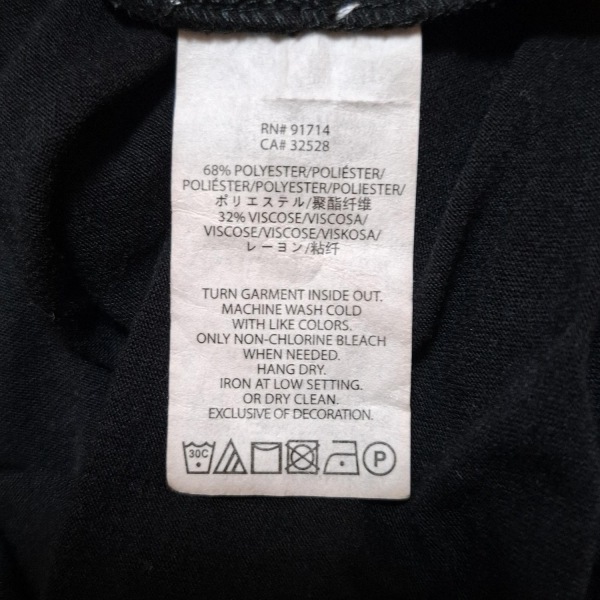 RN# 91714
CA# 32528
68% POLYESTER/POLIÉSTER/
POLIÉSTER/POLYESTER/POLIESTER/
ポリエステル/聚酯纤维
32% VISCOSE/VISCOSA/
VISCOSE/VISCOSE/VISKOSA/
レーヨン/粘纤
TURN GARMENT INSIDE OUT.
MACHINE WASH COLD
WITH LIKE COLORS.
ONLY NON-CHLORINE BLEACH
WHEN NEEDED.
HANG DRY.
IRON AT LOW SETTING.
OR DRY CLEAN.
EXCLUSIVE OF DECORATION.
30C P